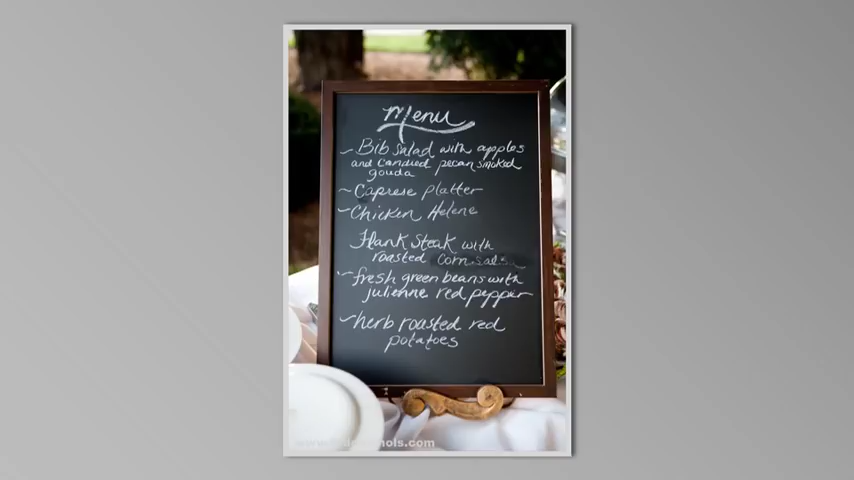 Menu
~ Bib salad with apples
and candied pecan smoked
gouda
~ Caprese platter
~ Chicken Helene
Flank Steak with
roasted Corn salsa
~ fresh green beans with
julienne red pepper
~ herb roasted red
potatoes